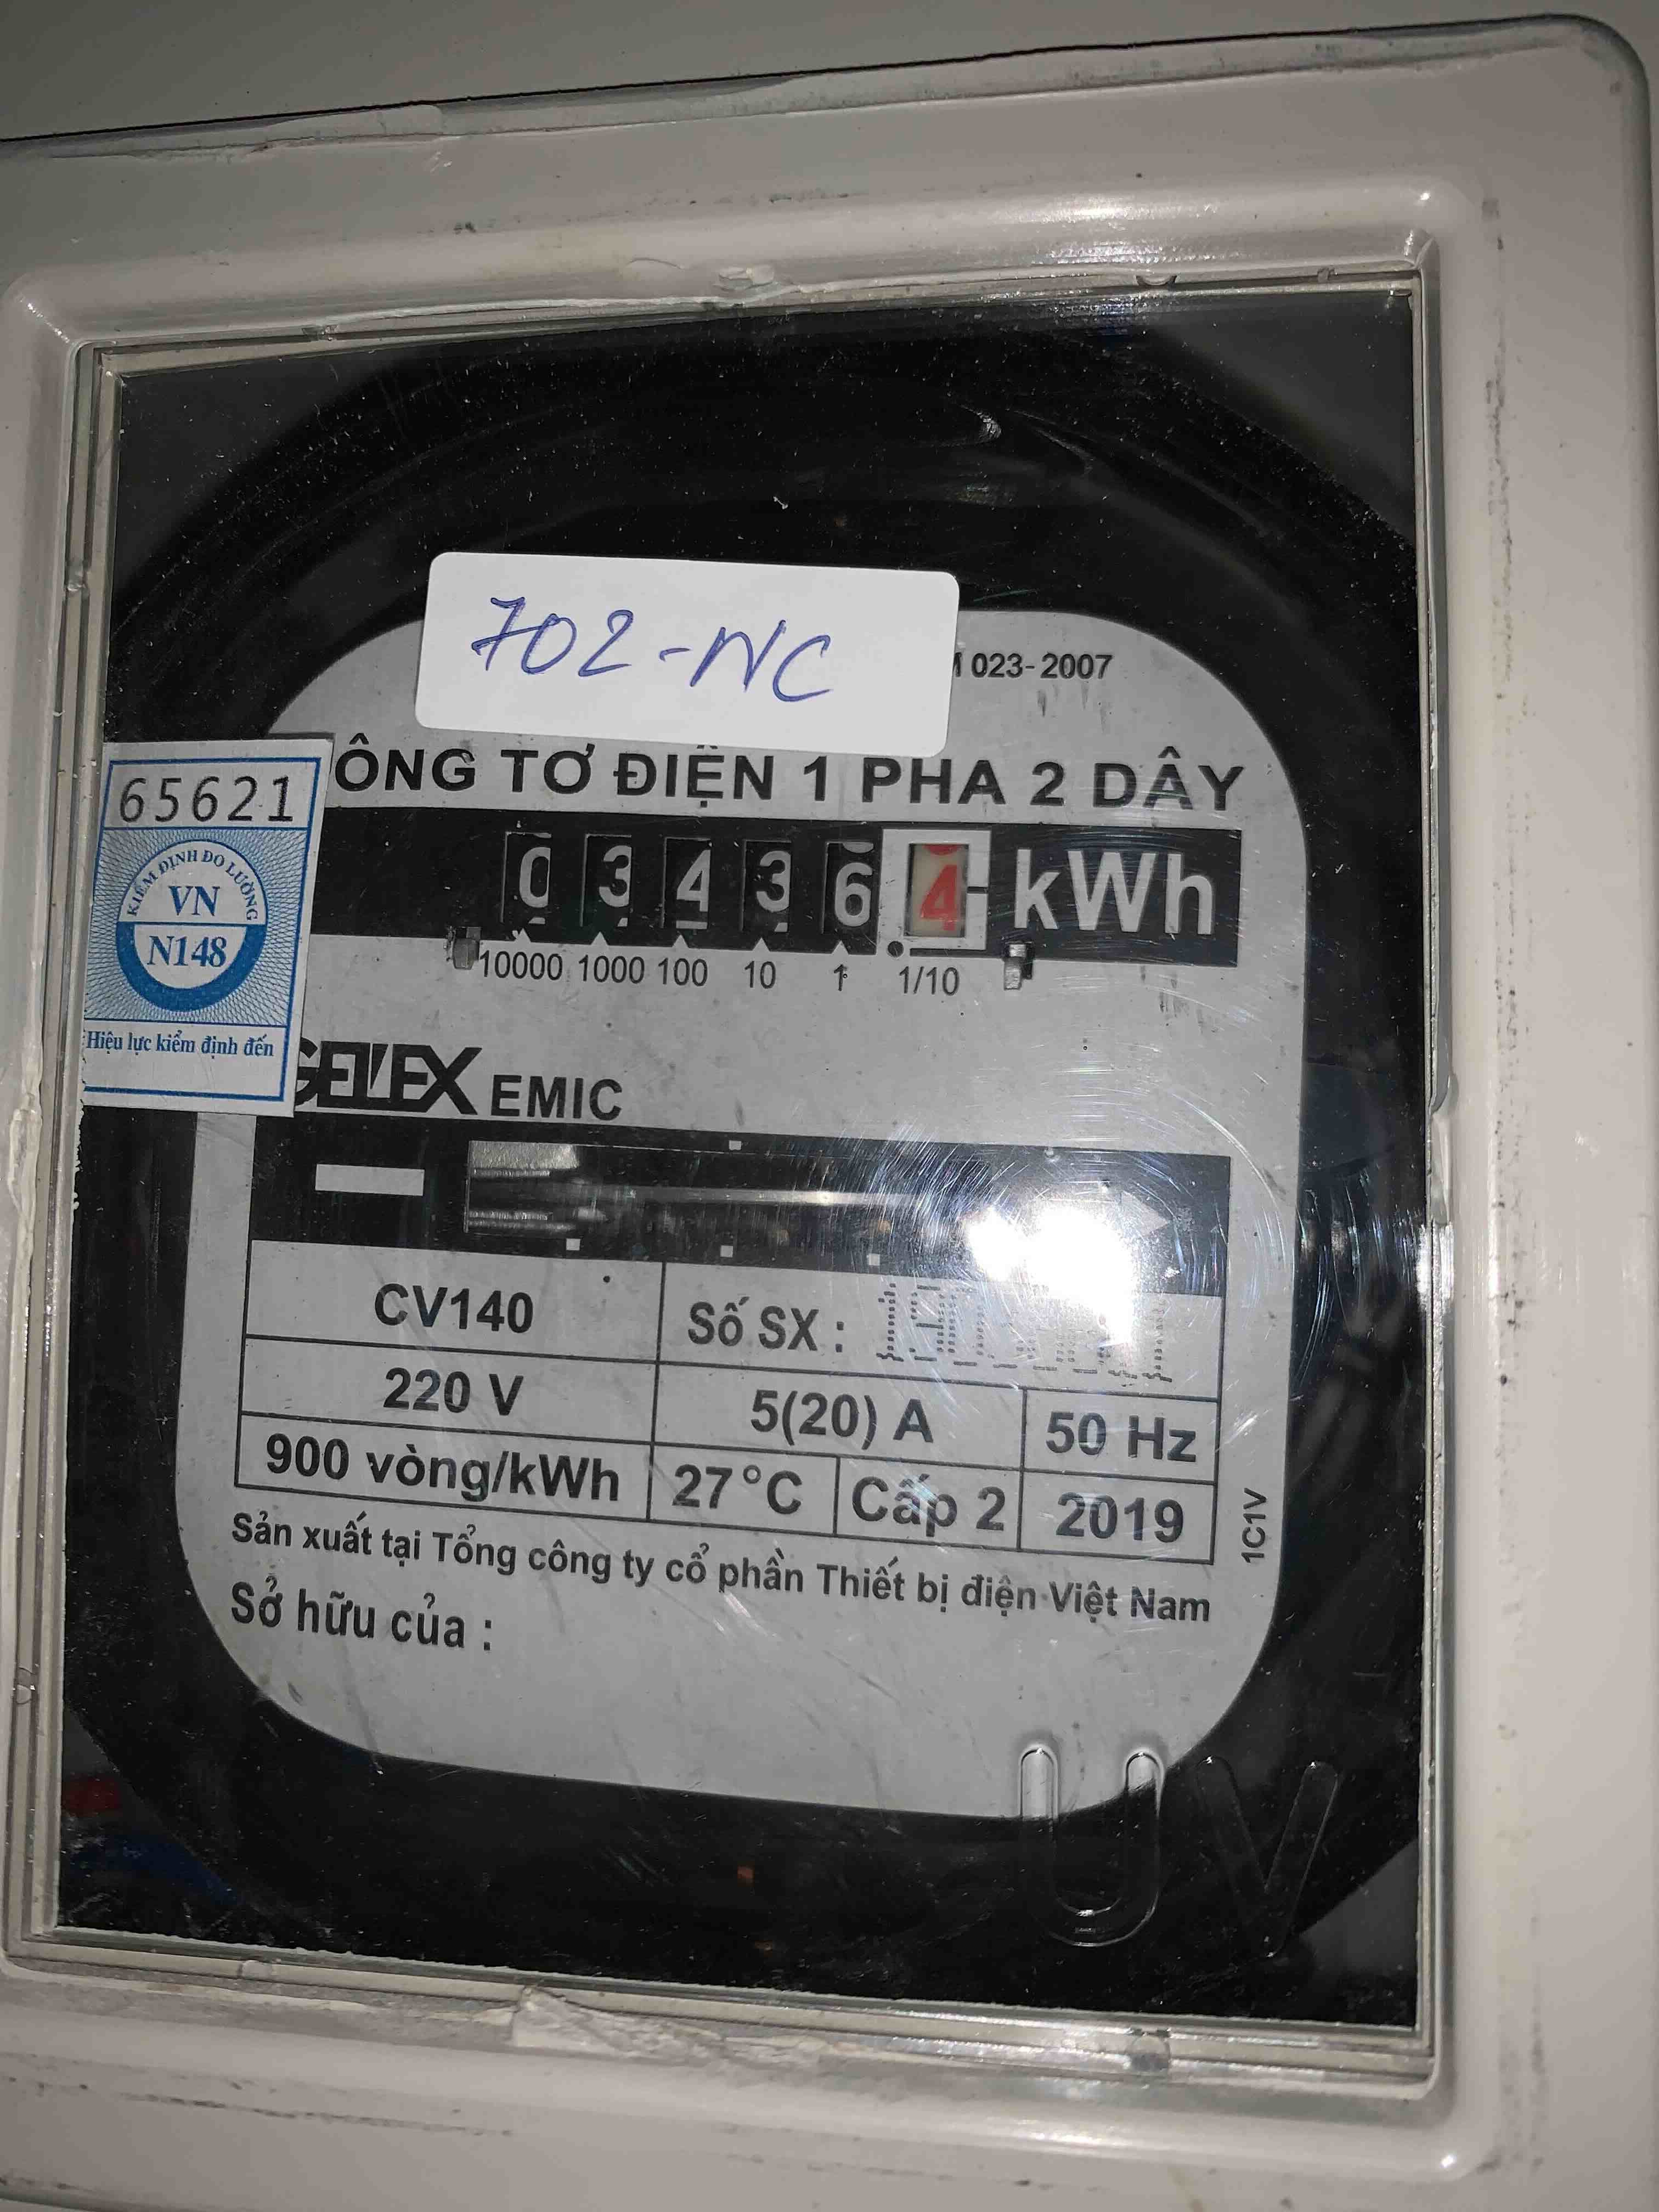 702-NC
023-2007
ÔNG TƠ ĐIỆN 1 PHA 2 DÂY
65621
KIỂM ĐỊNH ĐO LƯỜNG
VN
N148
Hiệu lực kiểm định đến
0 3 4 3 6 4 kWh
10000 1000 100 10 1 1/10
GELEX EMIC
CV140 Số SX :
220 V 5(20) A 50 Hz
900 vòng/kWh 27°C Cấp 2 2019
1C1V
Sản xuất tại Tổng công ty cổ phần Thiết bị điện Việt Nam
Sở hữu của :
UV